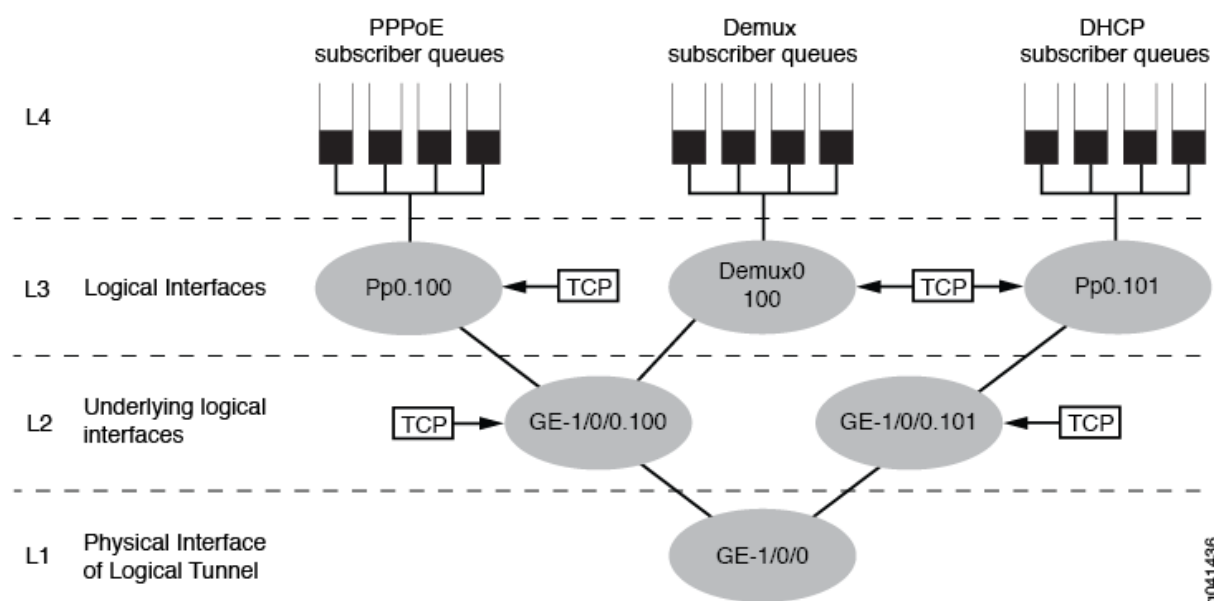 PPPoE
subscriber queues
Demux
subscriber queues
DHCP
subscriber queues
L4
L3
Logical Interfaces
Pp0.100
TCP
Demux0
100
TCP
Pp0.101
L2
Underlying logical
interfaces
TCP
GE-1/0/0.100
GE-1/0/0.101
TCP
L1
Physical Interface
of Logical Tunnel
GE-1/0/0
g041436